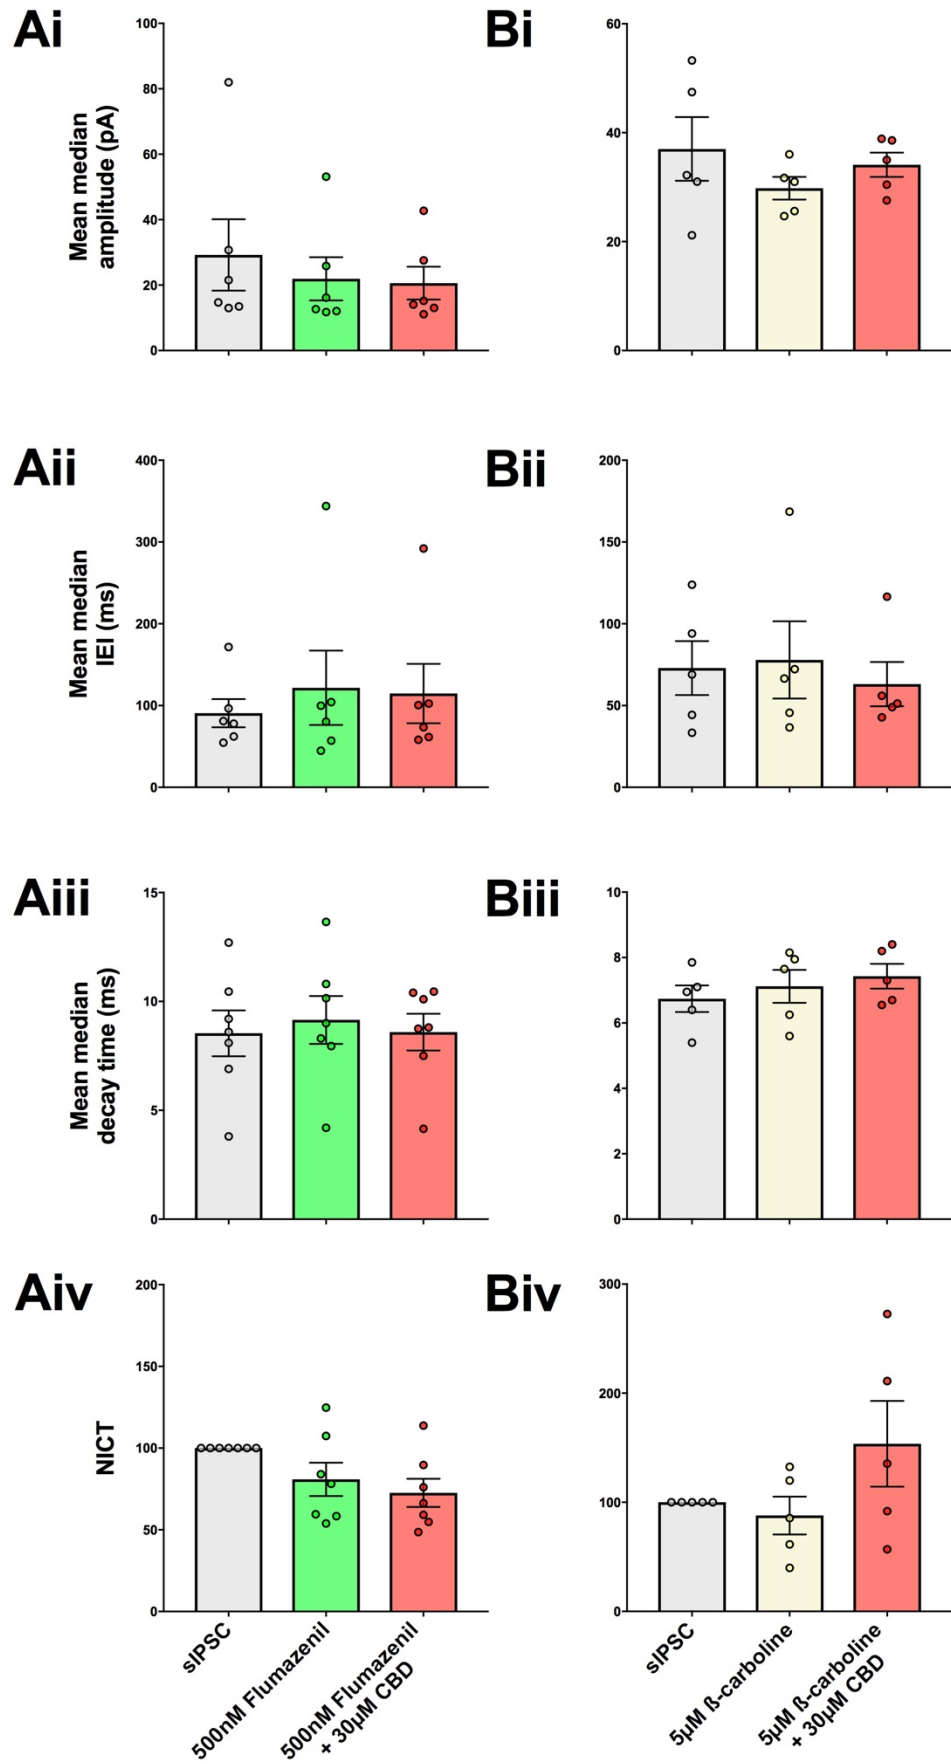 Ai
Mean median
amplitude (pA)
100
80
60
40
20
0
Bi
60
40
20
0
Aii
Mean median
IEI (ms)
400
300
200
100
0
Bii
200
150
100
50
0
Aiii
Mean median
decay time (ms)
15
10
5
0
Biii
10
8
6
4
2
0
Aiv
NICT
200
150
100
50
0
sIPSC
500nM Flumazenil
500nM Flumazenil
+ 30µM CBD
Biv
300
200
100
0
sIPSC
5µM ß-carboline
5µM ß-carboline
+ 30µM CBD